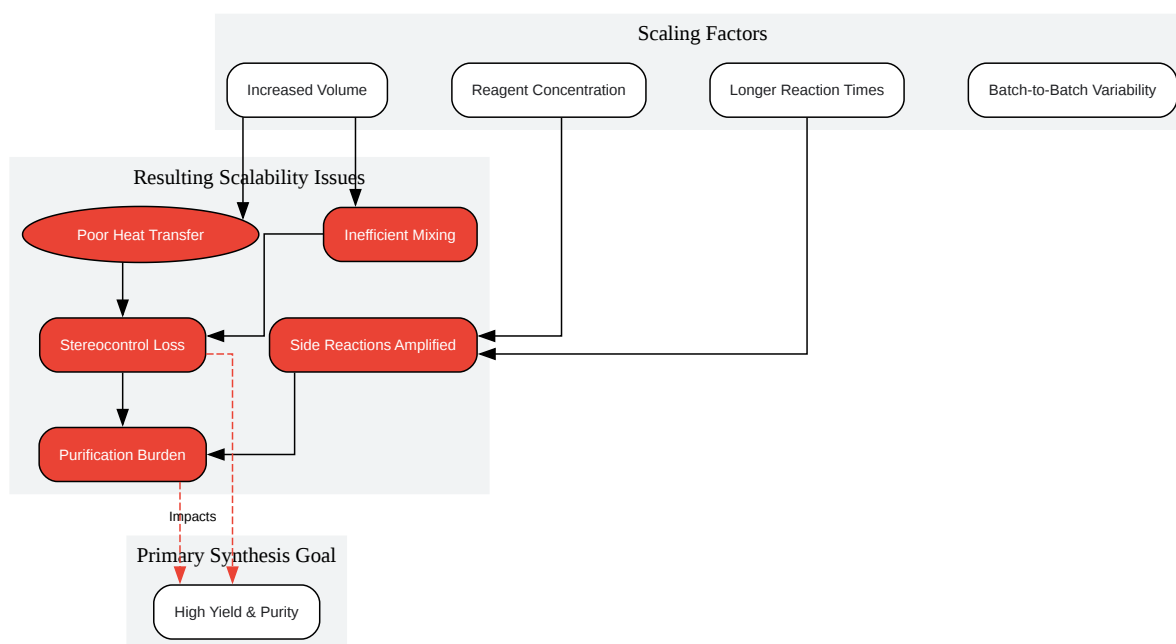 Scaling Factors
Increased Volume
Reagent Concentration
Longer Reaction Times
Batch-to-Batch Variability
Resulting Scalability Issues
Poor Heat Transfer
Inefficient Mixing
Stereocontrol Loss
Side Reactions Amplified
Purification Burden
Impacts
Primary Synthesis Goal
High Yield & Purity